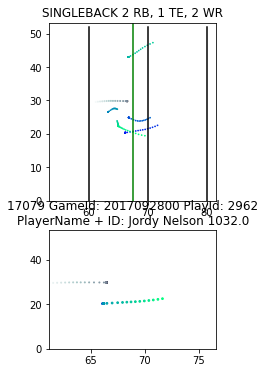 SINGLEBACK 2 RB, 1 TE, 2 WR
50
40
30
20
10
0
60 70 80
17079 GameId: 2017092800 PlayId: 2962
PlayerName + ID: Jordy Nelson 1032.0
40
20
0
65 70 75